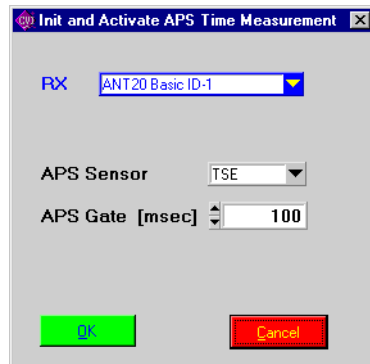 CVI Init and Activate APS Time Measurement
RX ANT20 Basic ID-1
APS Sensor TSE
APS Gate [msec] 100
OK Cancel